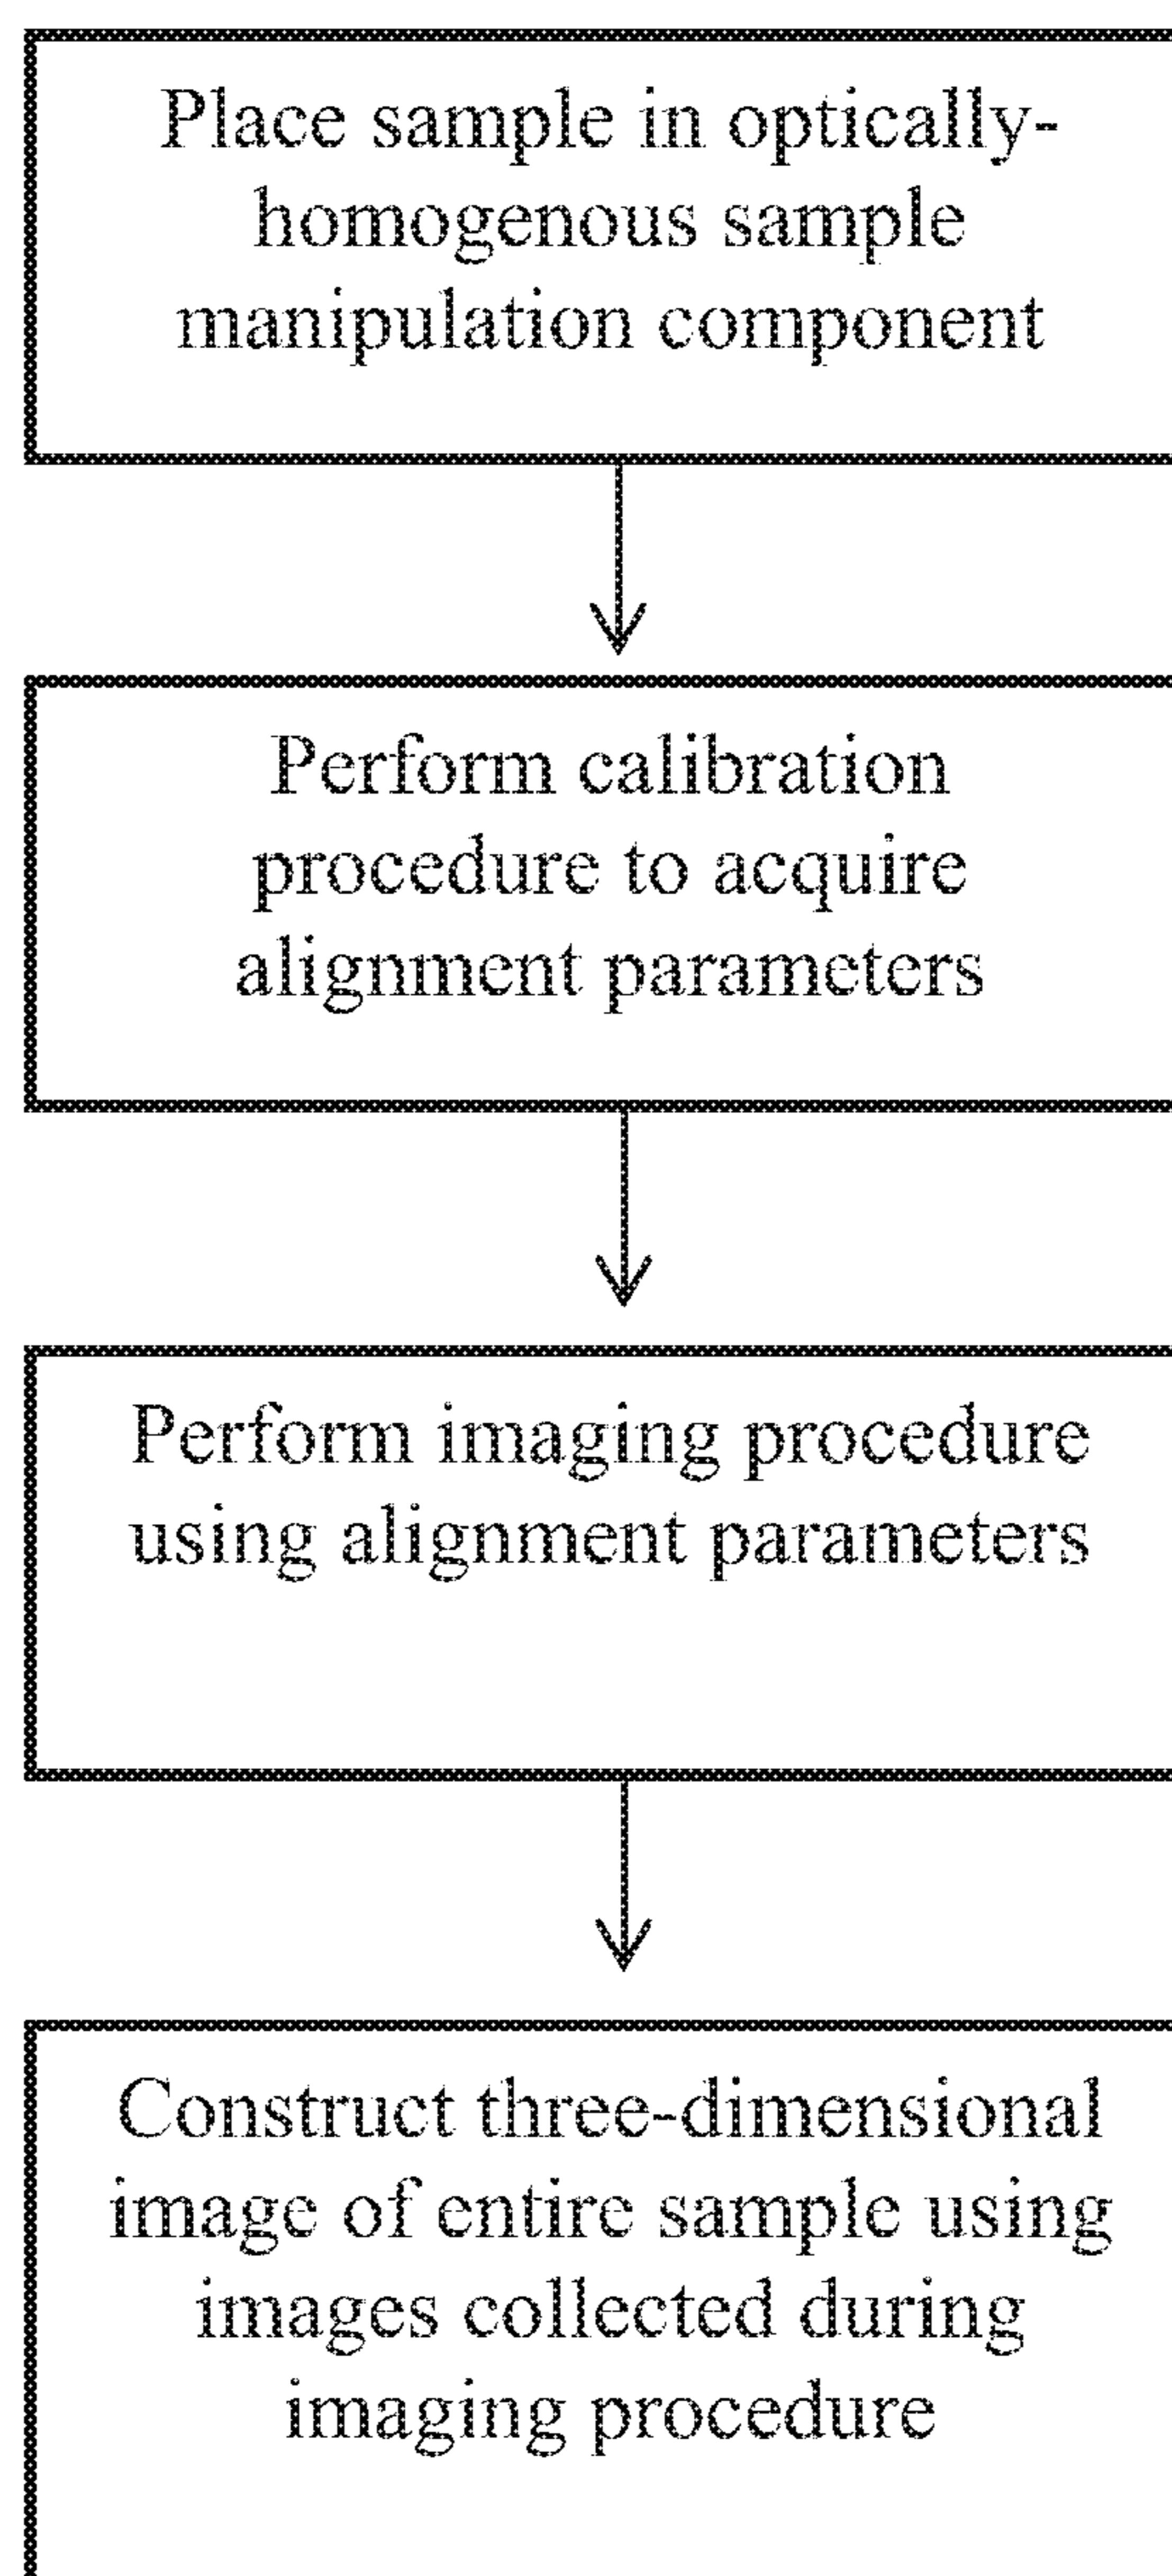 Place sample in optically-
homogenous sample
manipulation component
Perform calibration
procedure to acquire
alignment parameters
Perform imaging procedure
using alignment parameters
Construct three-dimensional
image of entire sample using
images collected during
imaging procedure